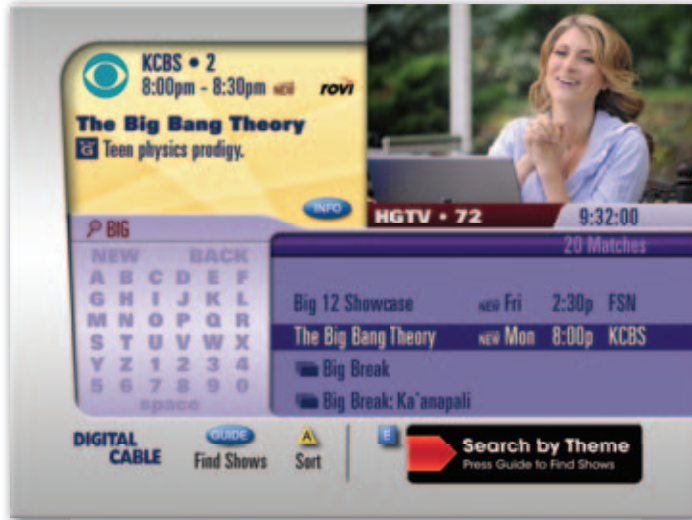 KCBS • 2
8:00pm - 8:30pm NEW rovi
The Big Bang Theory
G Teen physics prodigy.
INFO
HGTV • 72 9:32:00
BIG
20 Matches
NEW BACK
A B C D E F
G H I J K L
M N O P Q R
S T U V W X
Y Z 1 2 3 4
5 6 7 8 9 0
space
Big 12 Showcase NEW Fri 2:30p FSN
The Big Bang Theory NEW Mon 8:00p KCBS
Big Break
Big Break: Ka'anapali
DIGITAL
CABLE
GUIDE
Find Shows
A
Sort
B
Search by Theme
Press Guide to Find Shows